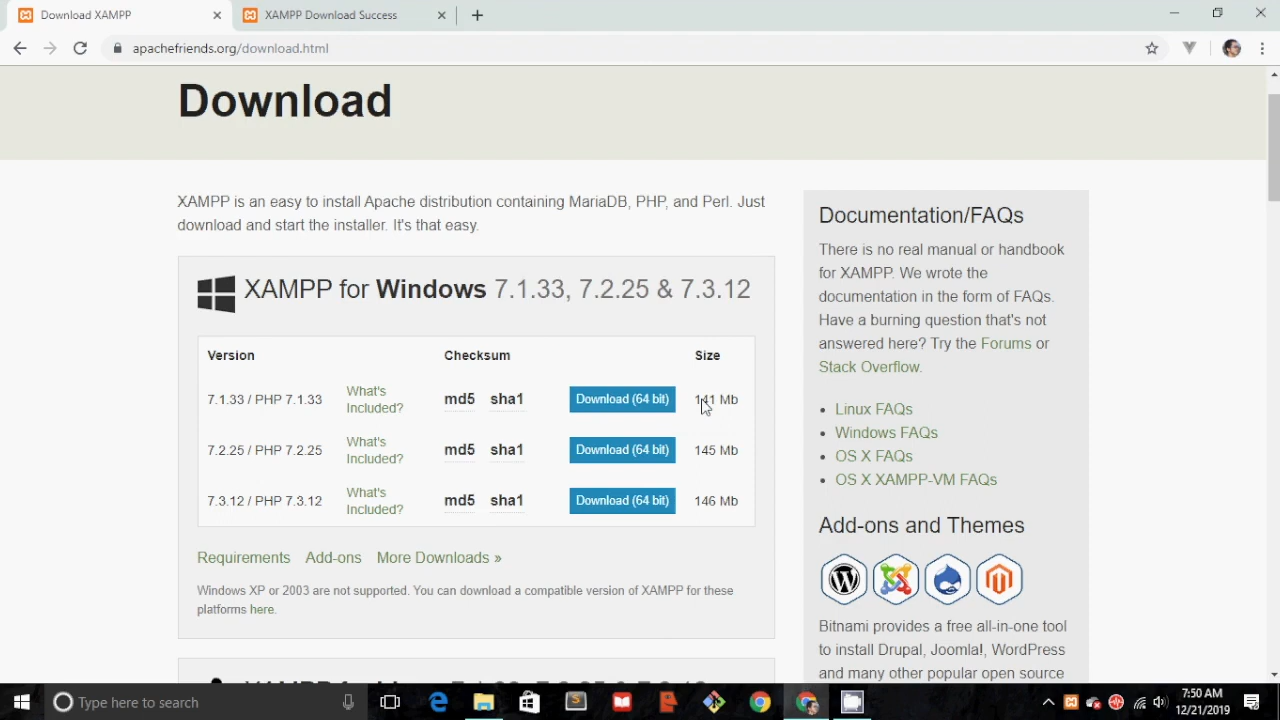 Download XAMPP
XAMPP Download Success
apachefriends.org/download.html
Download
XAMPP is an easy to install Apache distribution containing MariaDB, PHP, and Perl. Just
download and start the installer. It's that easy.
XAMPP for Windows 7.1.33, 7.2.25 & 7.3.12
Version Checksum Size
7.1.33 / PHP 7.1.33 What's Included? md5 sha1 Download (64 bit) 141 Mb
7.2.25 / PHP 7.2.25 What's Included? md5 sha1 Download (64 bit) 145 Mb
7.3.12 / PHP 7.3.12 What's Included? md5 sha1 Download (64 bit) 146 Mb
Requirements Add-ons More Downloads »
Windows XP or 2003 are not supported. You can download a compatible version of XAMPP for these
platforms here.
Documentation/FAQs
There is no real manual or handbook
for XAMPP. We wrote the
documentation in the form of FAQs.
Have a burning question that's not
answered here? Try the Forums or
Stack Overflow.
• Linux FAQs
• Windows FAQs
• OS X FAQs
• OS X XAMPP-VM FAQs
Add-ons and Themes
Bitnami provides a free all-in-one tool
to install Drupal, Joomla!, WordPress
and many other popular open source
Type here to search
7:50 AM
12/21/2019